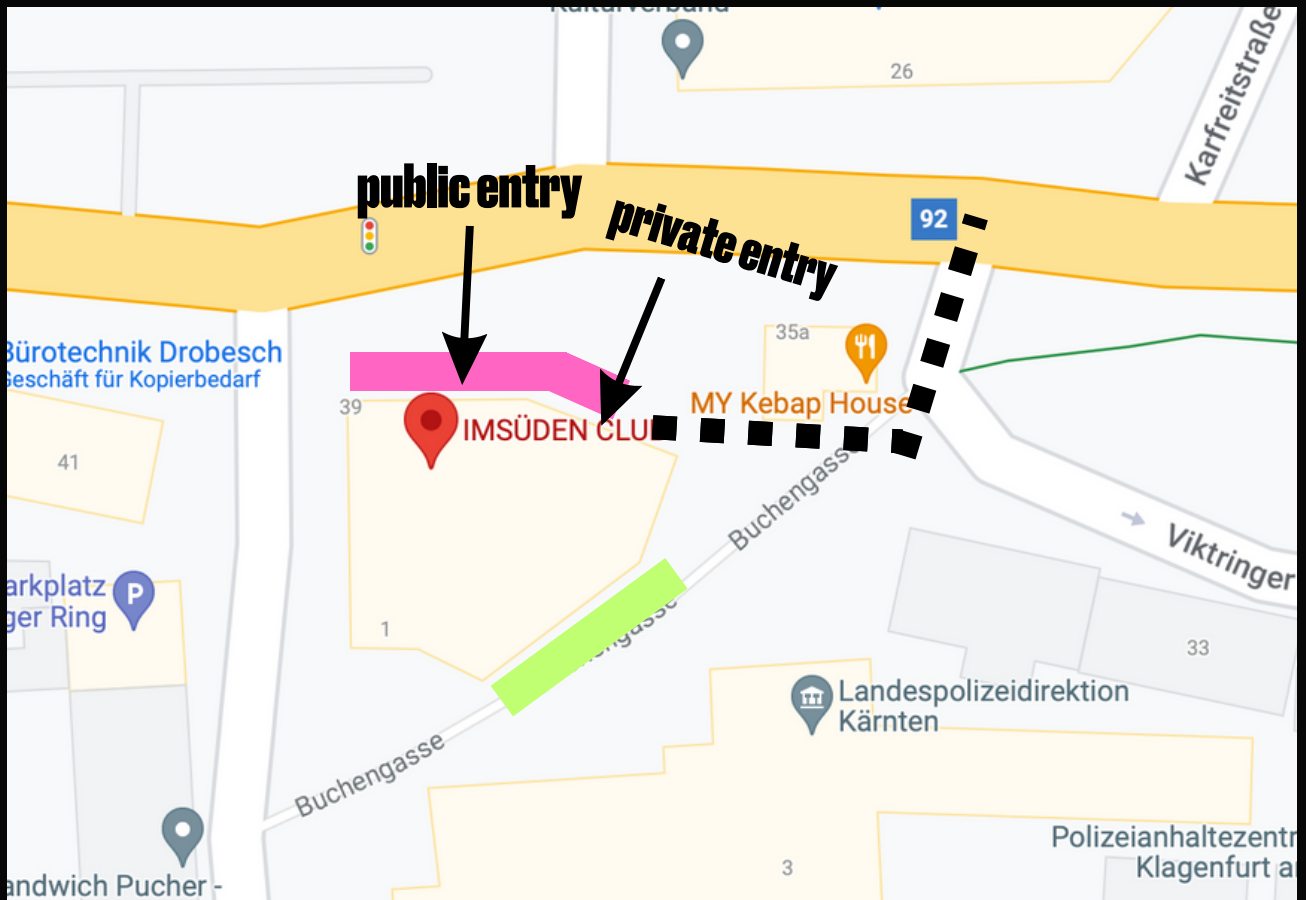 Kulturverband
26
Karfreitstraße
public entry
private entry
92
Bürotechnik Drobesch
Geschäft für Kopierbedarf
35a
MY Kebap House
39
IMSÜDEN CLU
41
Buchengasse
Viktringer
arkplatz
ger Ring
P
1
33
Landespolizeidirektion
Kärnten
Buchengasse
3
Polizeianhaltezentr
Klagenfurt a
andwich Pucher -